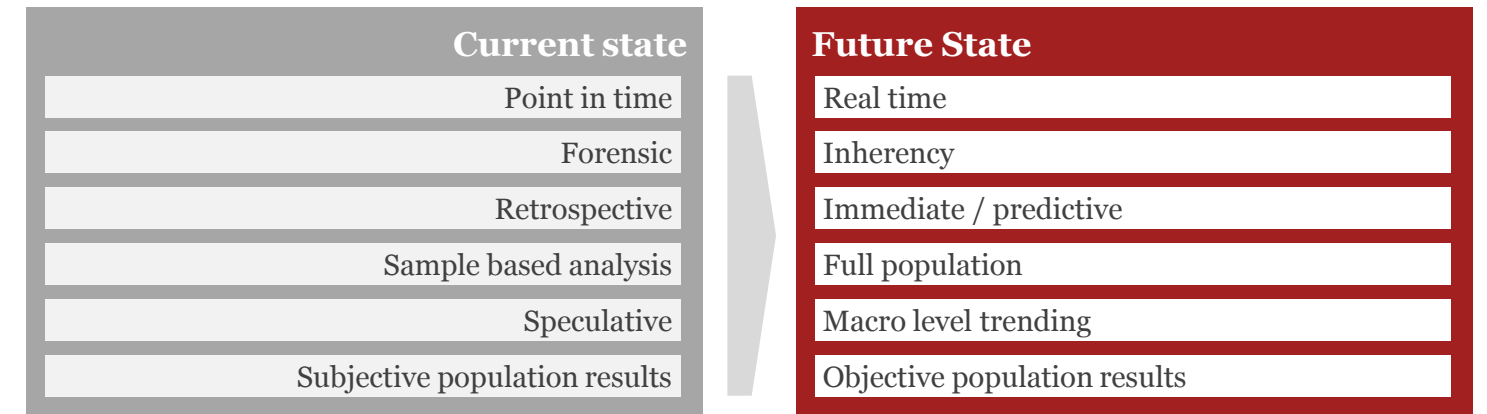 Current state
Point in time
Forensic
Retrospective
Sample based analysis
Speculative
Subjective population results
Future State
Real time
Inherency
Immediate / predictive
Full population
Macro level trending
Objective population results